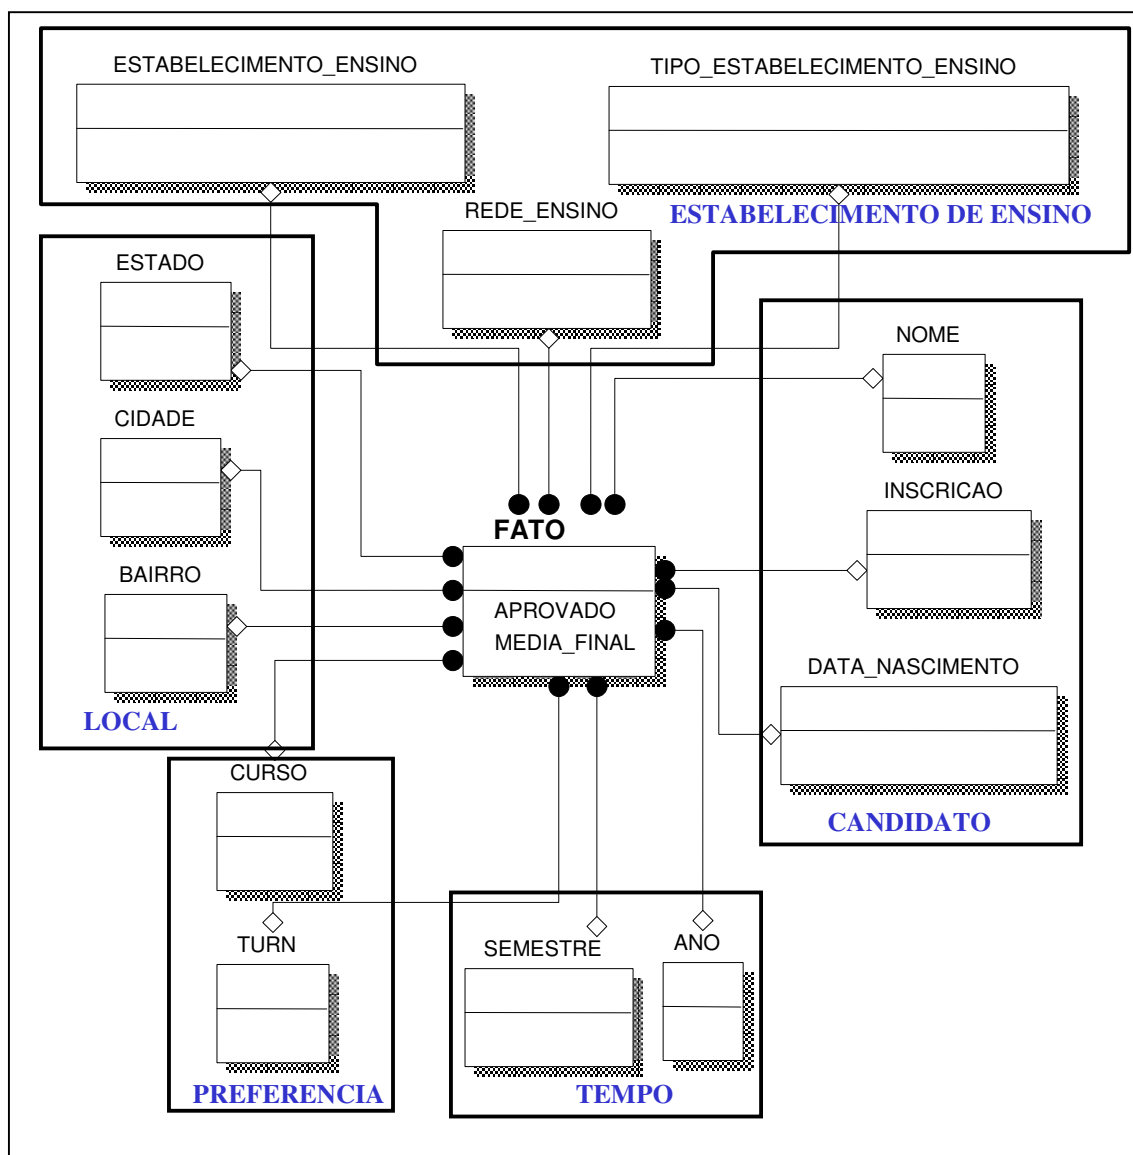 ESTABELECIMENTO_ENSINO
TIPO_ESTABELECIMENTO_ENSINO
REDE_ENSINO
ESTABELECIMENTO DE ENSINO
ESTADO
NOME
CIDADE
INSCRICAO
FATO
BAIRRO
APROVADO
MEDIA_FINAL
DATA_NASCIMENTO
LOCAL
CURSO
CANDIDATO
TURN
SEMESTRE
ANO
PREFERENCIA
TEMPO